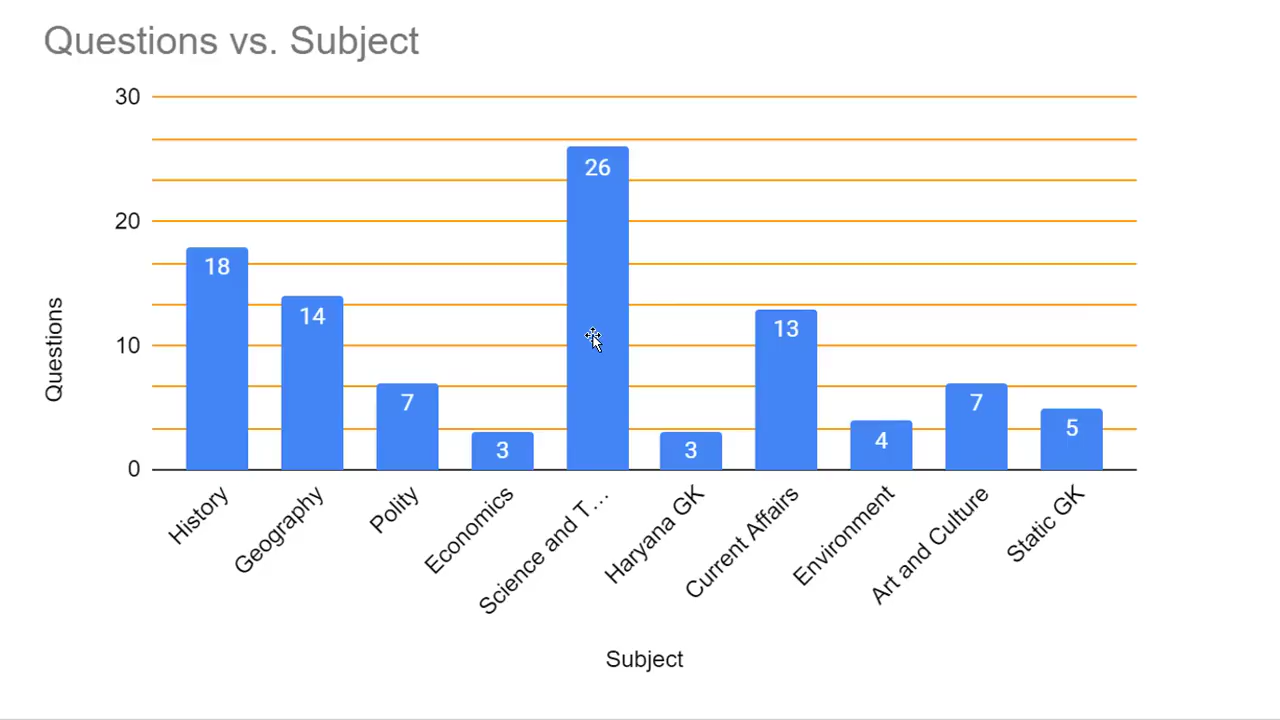 Questions vs. Subject
30
20
10
0
Questions
18
14
7
3
26
3
13
4
7
5
History
Geography
Polity
Economics
Science and T...
Haryana GK
Current Affairs
Environment
Art and Culture
Static GK
Subject